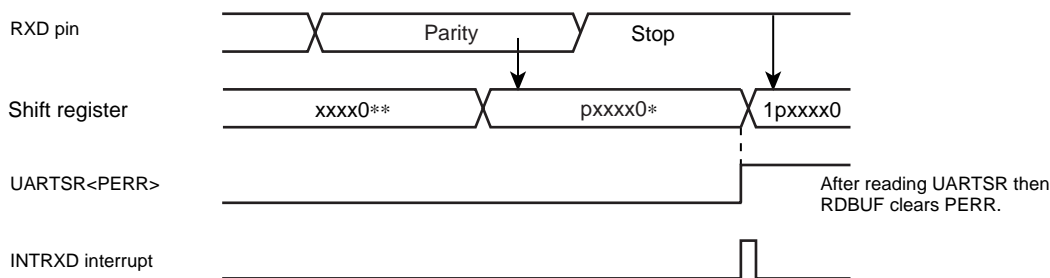 RXD pin
Parity
Stop
Shift register
xxxx0**
pxxxx0*
1pxxxx0
UARTSR<PERR>
After reading UARTSR then
RDBUF clears PERR.
INTRXD interrupt